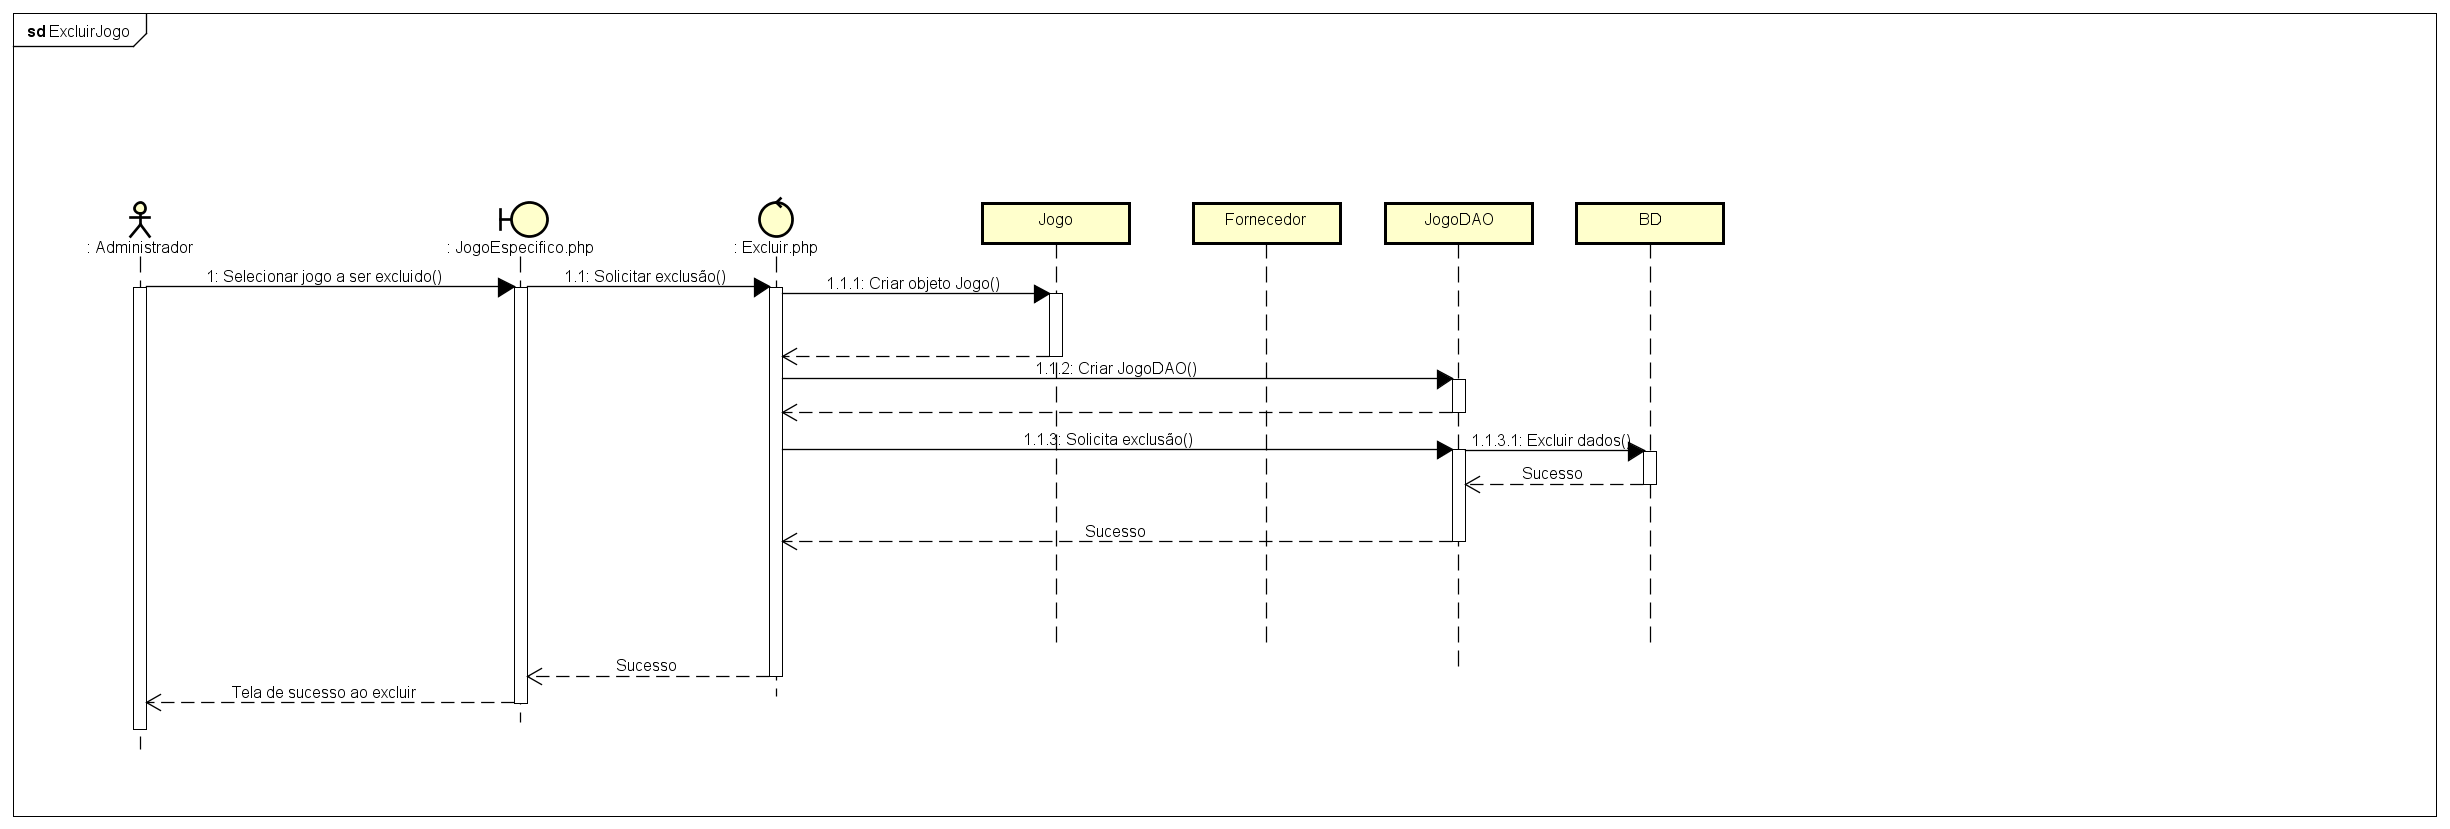 sd ExcluirJogo
: Administrador
: JogoEspecifico.php
: Excluir.php
Jogo
Fornecedor
JogoDAO
BD
1: Selecionar jogo a ser excluido()
1.1: Solicitar exclusão()
1.1.1: Criar objeto Jogo()
1.1.2: Criar JogoDAO()
1.1.3: Solicita exclusão()
1.1.3.1: Excluir dados()
Sucesso
Sucesso
Sucesso
Tela de sucesso ao excluir